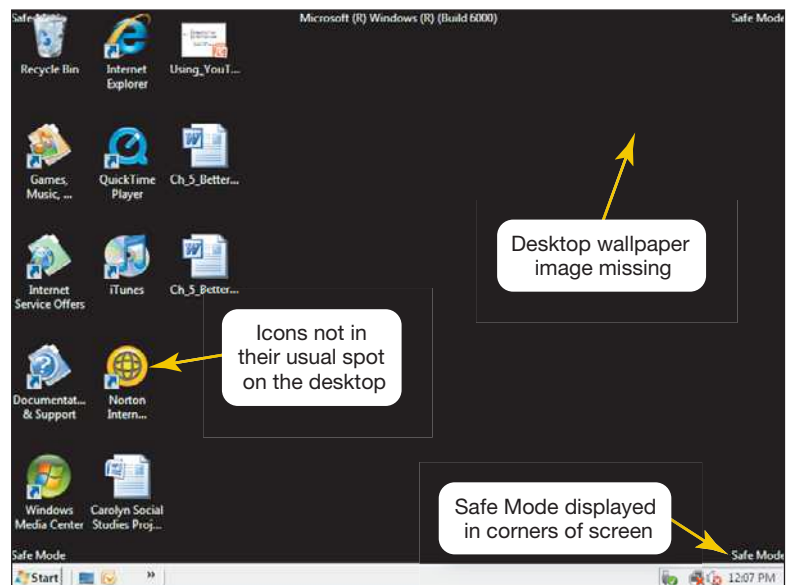 Safe Mode
Microsoft (R) Windows (R) (Build 6000)
Safe Mode
Recycle Bin
Internet
Explorer
Using_YouT...
Games,
Music, ...
QuickTime
Player
Ch_5_Better...
Desktop wallpaper
image missing
Internet
Service Offers
iTunes
Ch_5_Better...
Icons not in
their usual spot
on the desktop
Documentat...
& Support
Norton
Intern...
Windows
Media Center
Carolyn Social
Studies Proj...
Safe Mode displayed
in corners of screen
Safe Mode
Safe Mode
Start
»
12:07 PM